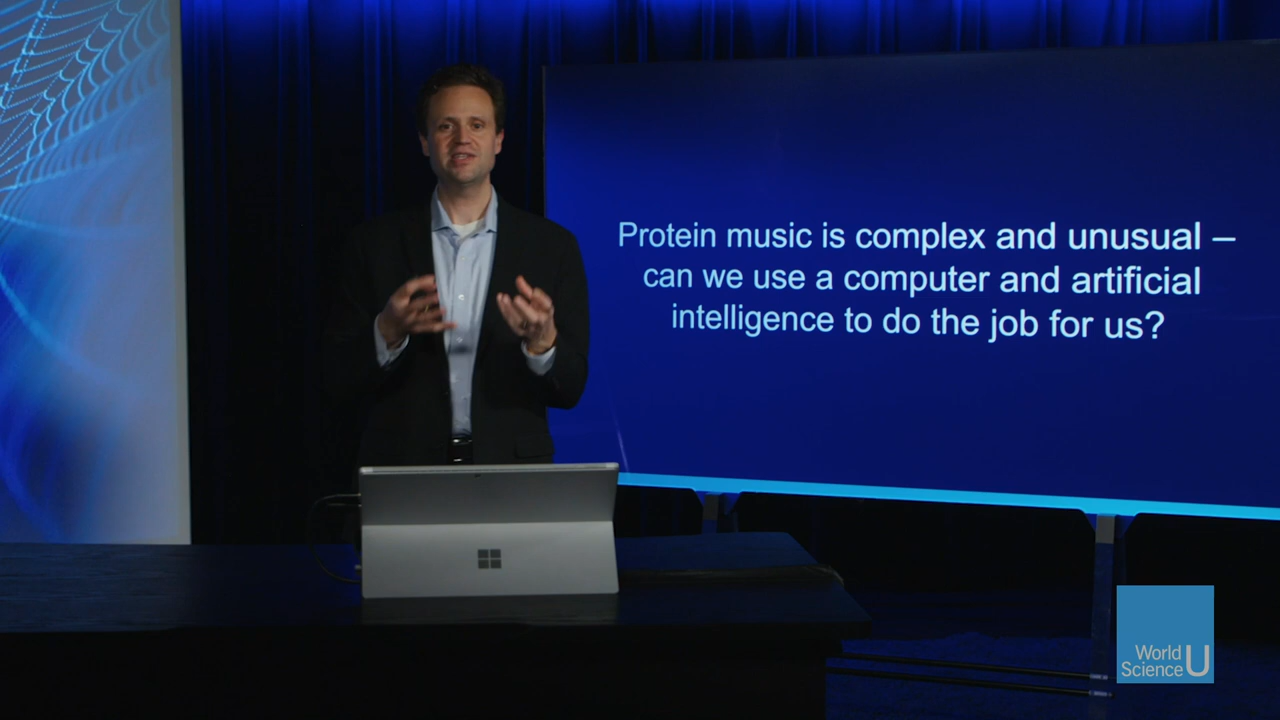 Protein music is complex and unusual –
can we use a computer and artificial
intelligence to do the job for us?
World
Science U